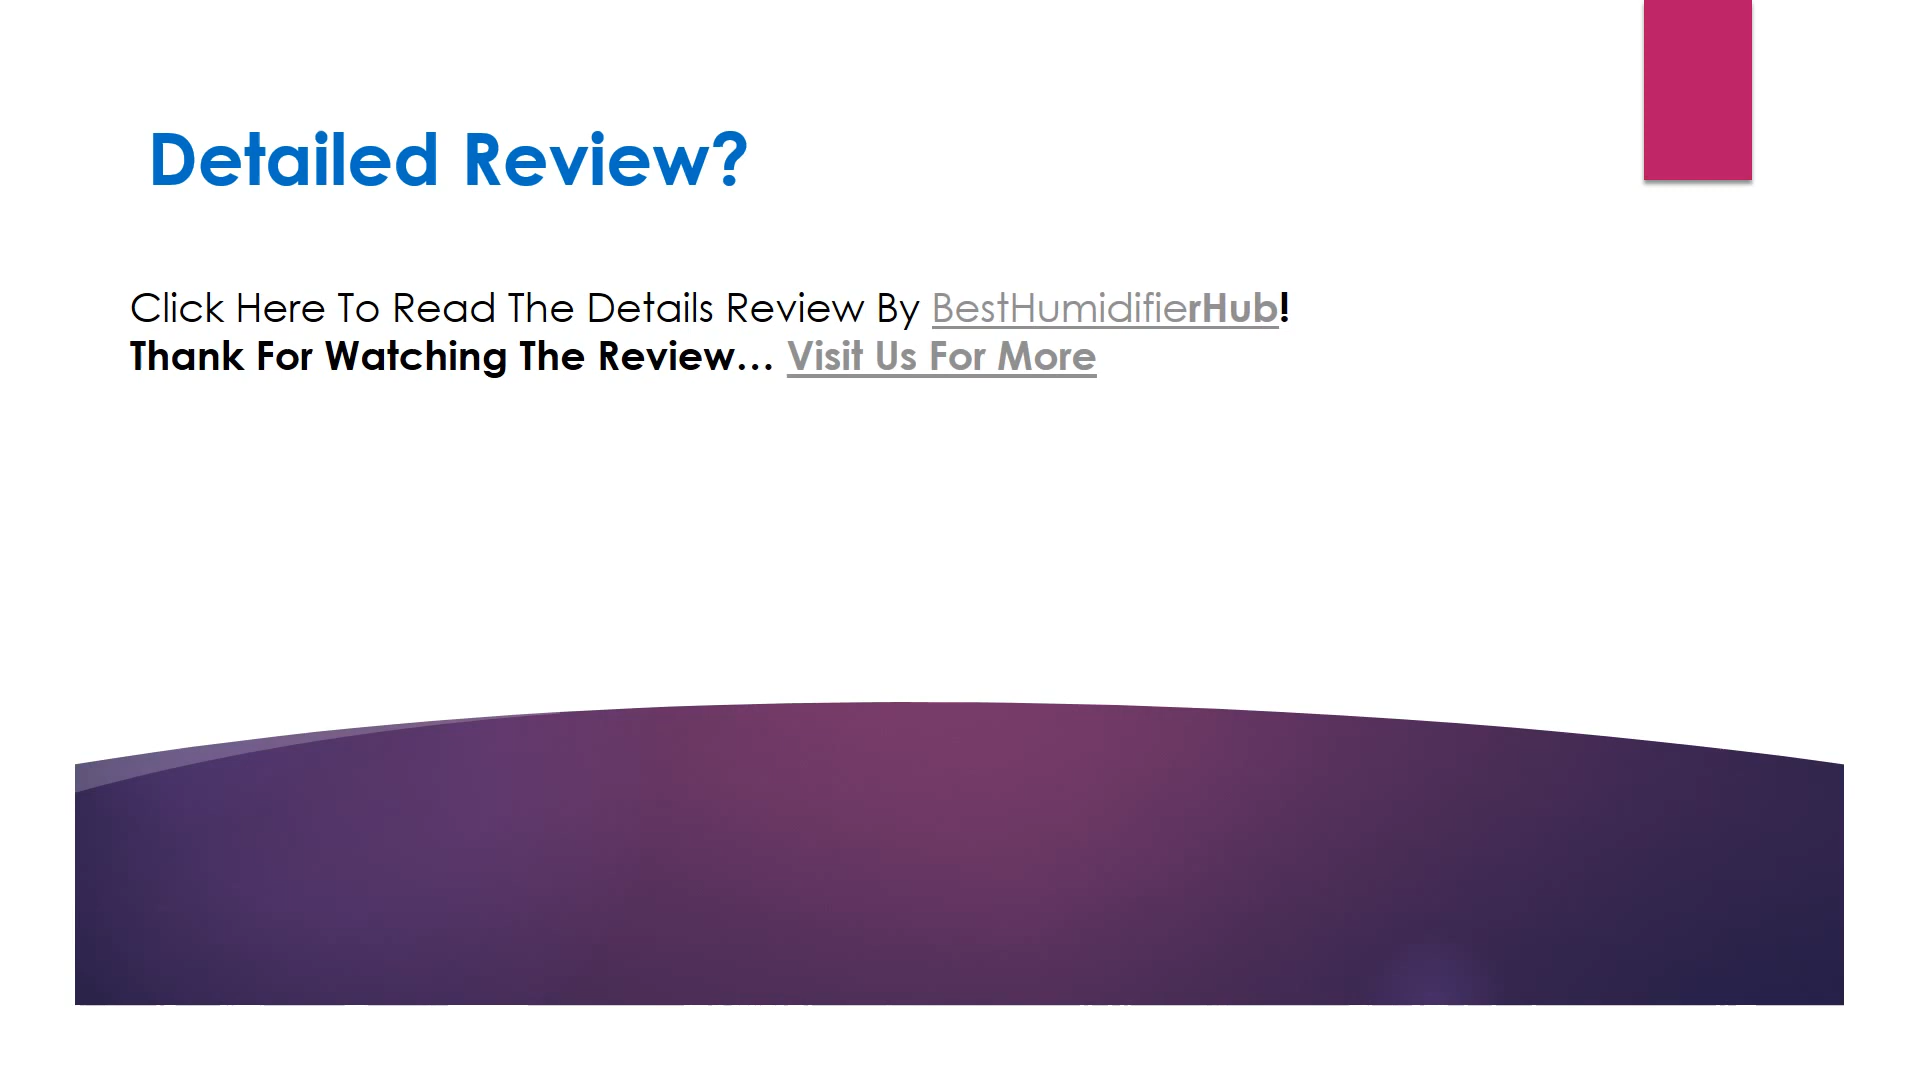 Detailed Review?
Click Here To Read The Details Review By BestHumidifierHub!
Thank For Watching The Review… Visit Us For More